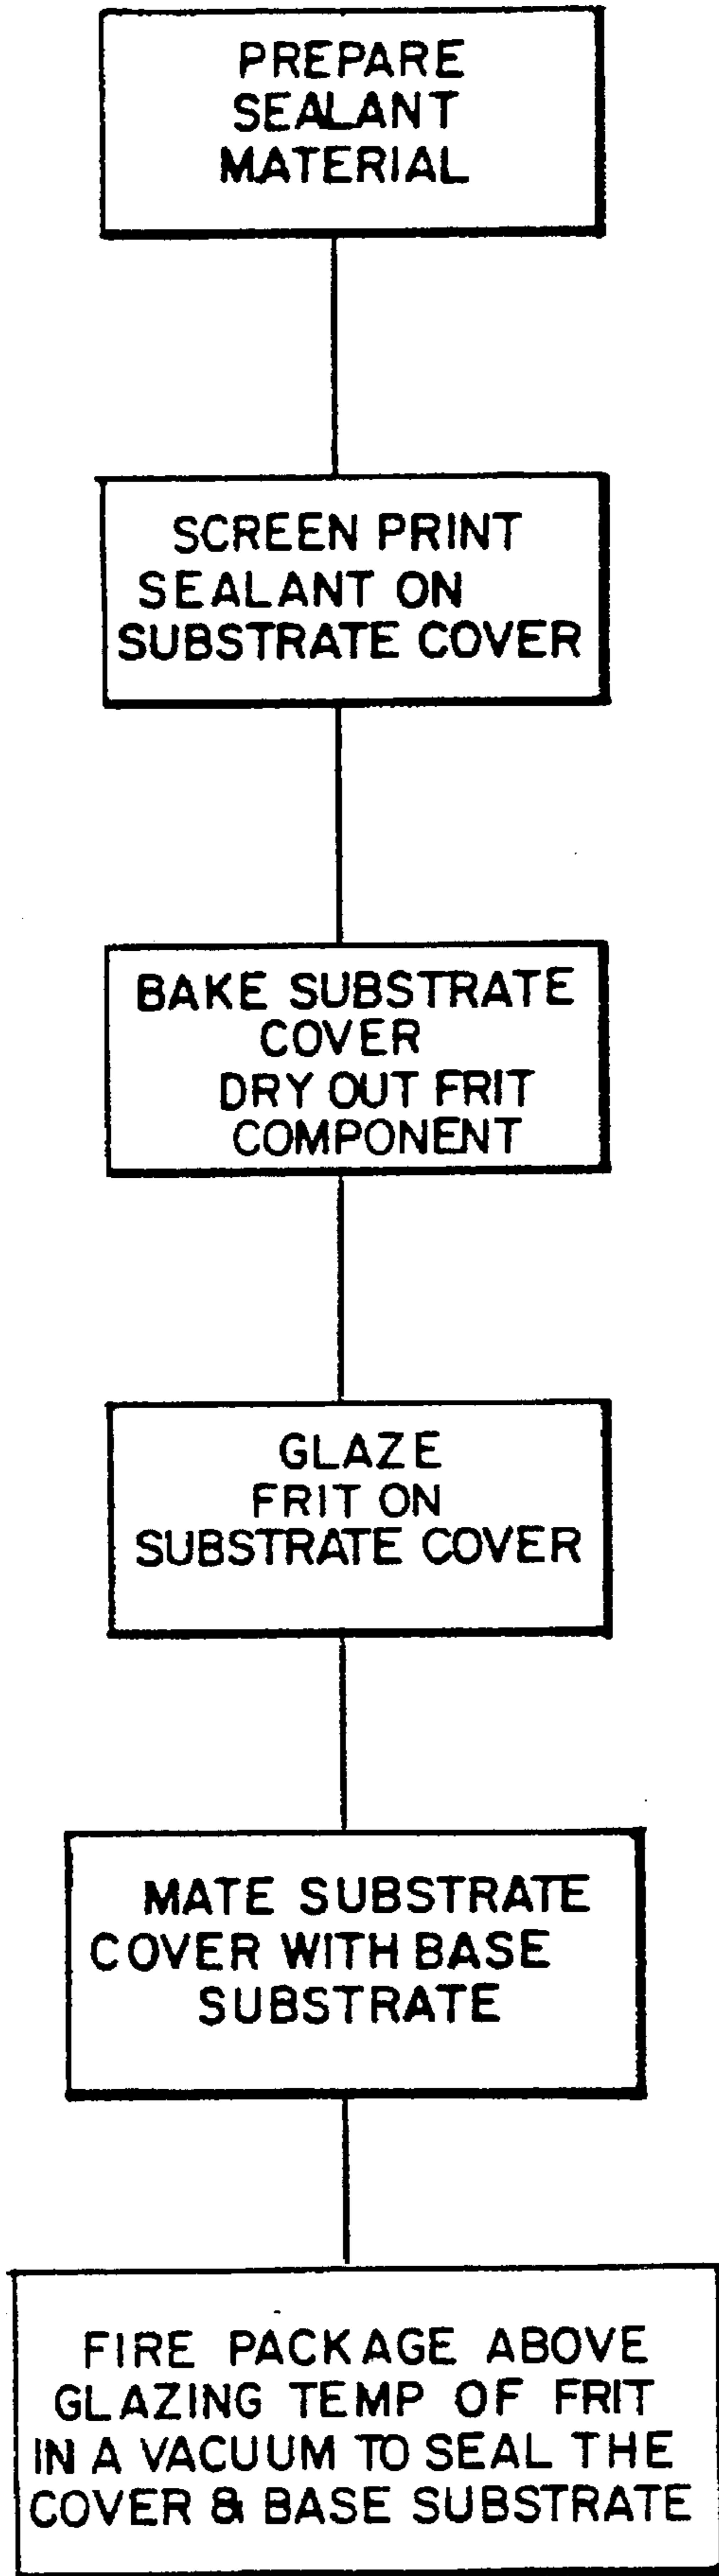 PREPARE
SEALANT
MATERIAL
SCREEN PRINT
SEALANT ON
SUBSTRATE COVER
BAKE SUBSTRATE
COVER
DRY OUT FRIT
COMPONENT
GLAZE
FRIT ON
SUBSTRATE COVER
MATE SUBSTRATE
COVER WITH BASE
SUBSTRATE
FIRE PACKAGE ABOVE
GLAZING TEMP OF FRIT
IN A VACUUM TO SEAL THE
COVER & BASE SUBSTRATE